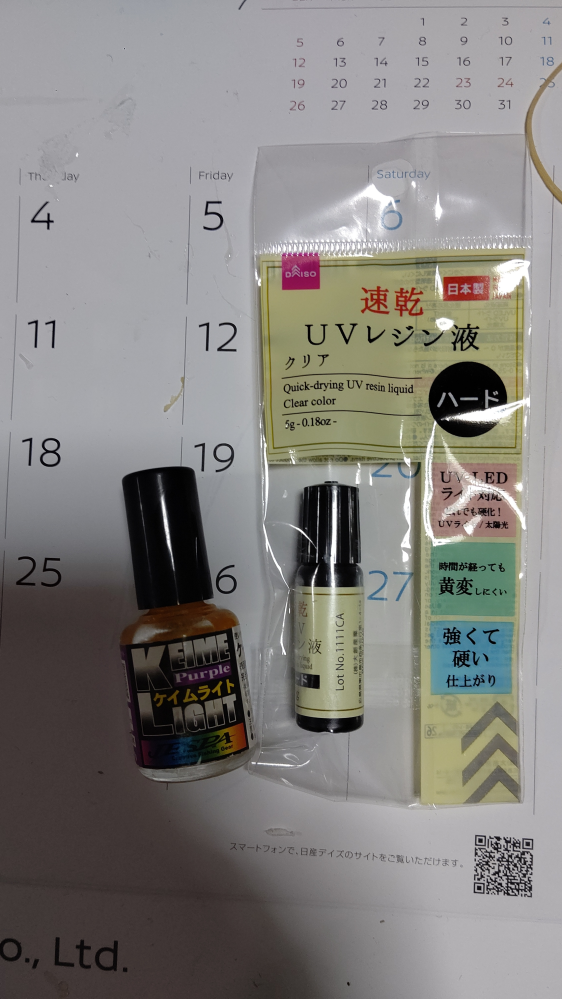 1 2 3 4
5 6 7 8 9 10 11
12 13 14 15 16 17 18
19 20 21 22 23 24
26 27 28 29 30 31
Friday
Saturday
4 5 6
11 12
18 19 20
25 27
DAISO
日本製
速乾
UVレジン液
クリア
Quick-drying UV resin liquid
Clear color
5g - 0.18oz -
ハード
UV・LED
ライト対応
UVライト/太陽光
時間が経っても
黄変しにくい
強くて
硬い
仕上がり
Lot No.1111CA
KEIME
Purple
ケイムライト
LIGHT
スマートフォンで、日産デイズのサイトをご覧いただけます。
o., Ltd.